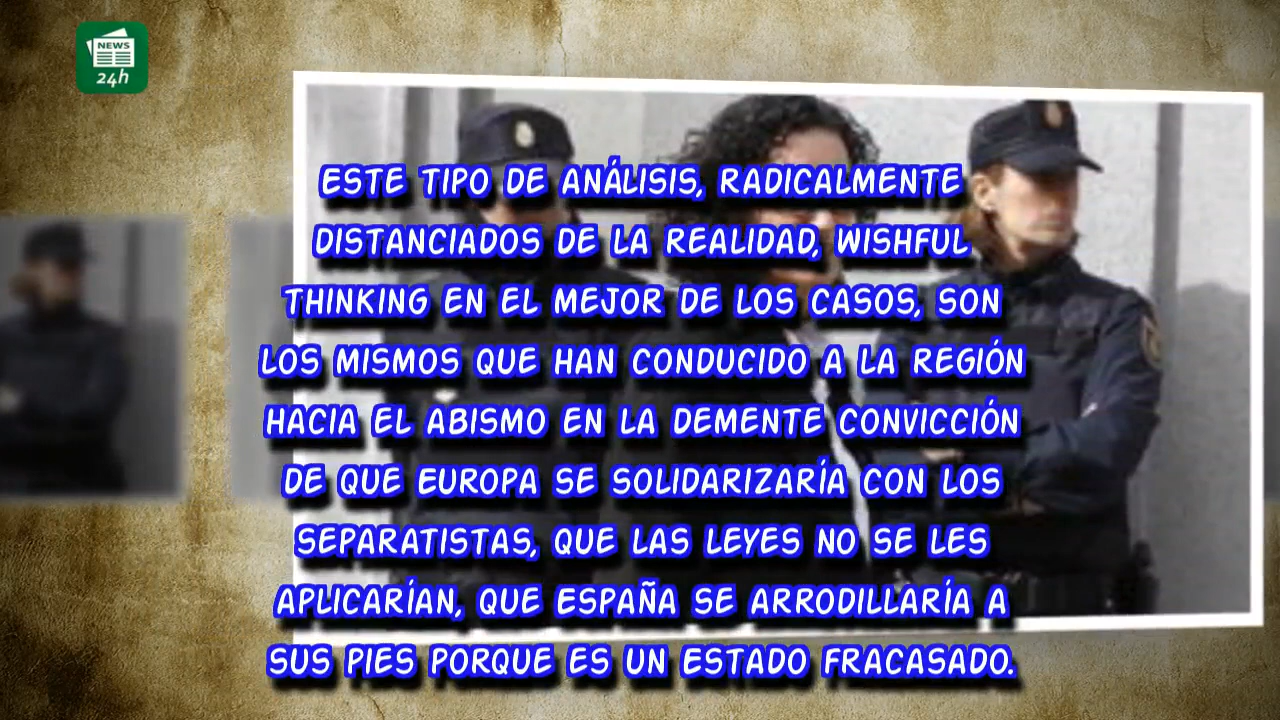 NEWS
24h
ESTE TIPO DE ANÁLISIS, RADICALMENTE
DISTANCIADOS DE LA REALIDAD, WISHFUL
THINKING EN EL MEJOR DE LOS CASOS, SON
LOS MISMOS QUE HAN CONDUCIDO A LA REGIÓN
HACIA EL ABISMO EN LA DEMENTE CONVICCIÓN
DE QUE EUROPA SE SOLIDARIZARÍA CON LOS
SEPARATISTAS, QUE LAS LEYES NO SE LES
APLICARÍAN, QUE ESPAÑA SE ARRODILLARÍA A
SUS PIES PORQUE ES UN ESTADO FRACASADO.